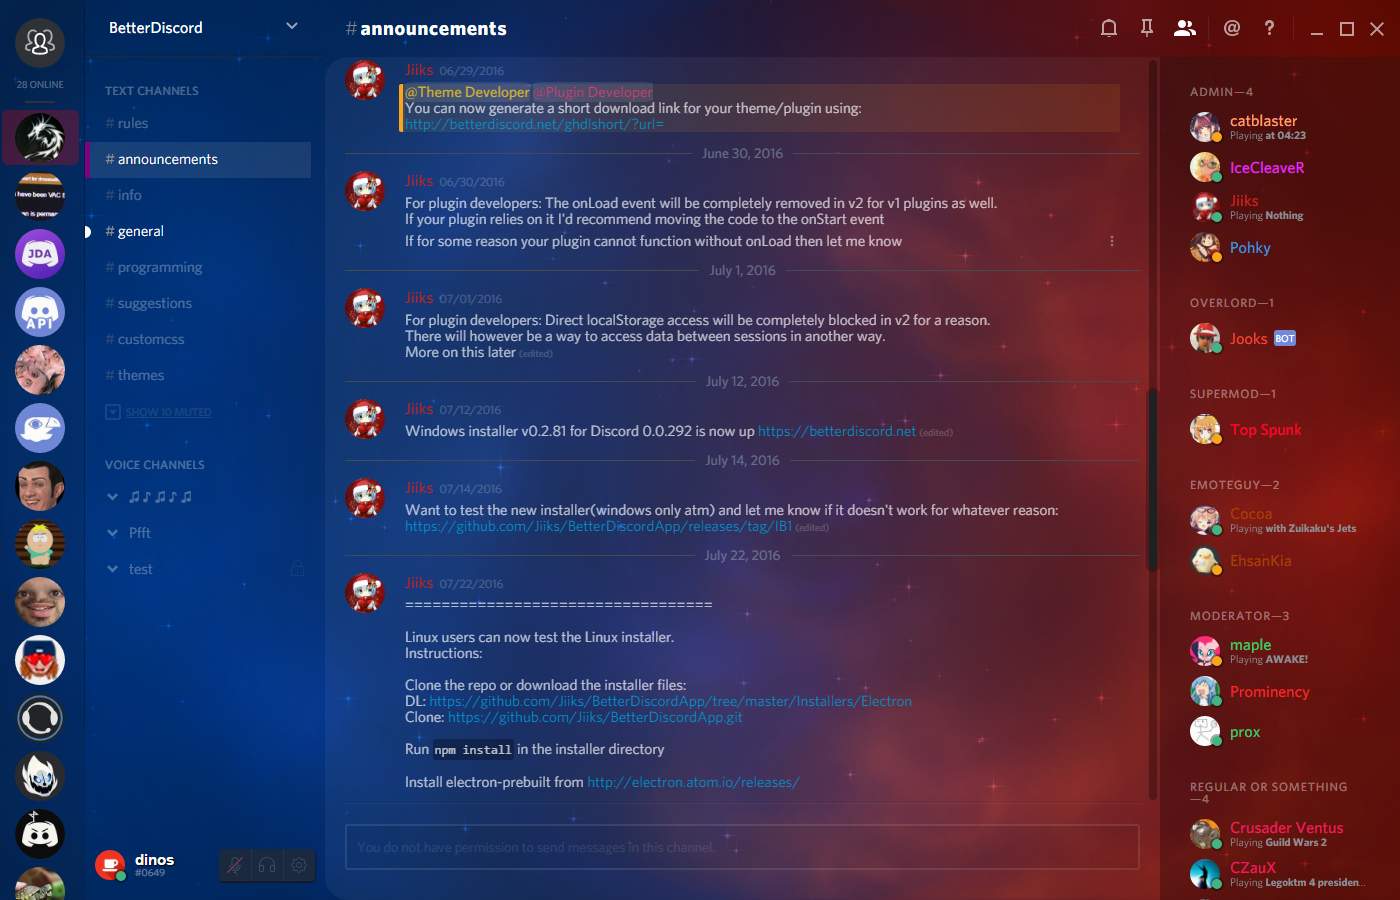 BetterDiscord
28 ONLINE
have been VAC
JDA
API
TEXT CHANNELS
# rules
# announcements
# info
# general
# programming
# suggestions
# customcss
# themes
SHOW 10 MUTED
VOICE CHANNELS
♫♪♫♪♫
Pfft
test
dinos
#0649
#announcements
@ ?
Jiiks 06/29/2016
@Theme Developer @Plugin Developer
You can now generate a short download link for your theme/plugin using:
http://betterdiscord.net/ghdl⁠short/?url=
June 30, 2016
Jiiks 06/30/2016
For plugin developers: The onLoad event will be completely removed in v2 for v1 plugins as well.
If your plugin relies on it I'd recommend moving the code to the onStart event
If for some reason your plugin cannot function without onLoad then let me know
July 1, 2016
Jiiks 07/01/2016
For plugin developers: Direct localStorage access will be completely blocked in v2 for a reason.
There will however be a way to access data between sessions in another way.
More on this later (edited)
July 12, 2016
Jiiks 07/12/2016
Windows installer v0.2.81 for Discord 0.0.292 is now up https://betterdiscord.net (edited)
July 14, 2016
Jiiks 07/14/2016
Want to test the new installer(windows only atm) and let me know if it doesn't work for whatever reason:
https://github.com/Jiiks/BetterDiscordApp/releases/tag/IB1 (edited)
July 22, 2016
Jiiks 07/22/2016
==================================
Linux users can now test the Linux installer.
Instructions:
Clone the repo or download the installer files:
DL: https://github.com/Jiiks/BetterDiscordApp/tree/master/Installers/Electron
Clone: https://github.com/Jiiks/BetterDiscordApp.git
Run npm install in the installer directory
Install electron-prebuilt from http://electron.atom.io/releases/
You do not have permission to send messages in this channel.
ADMIN—4
catblaster
Playing at 04:23
IceCleaveR
Jiiks
Playing Nothing
Pohky
OVERLORD—1
Jooks BOT
SUPERMOD—1
Top Spunk
EMOTEGUY—2
Cocoa
Playing with Zuikaku's Jets
EhsanKia
MODERATOR—3
maple
Playing AWAKE!
Prominency
prox
REGULAR OR SOMETHING
—4
Crusader Ventus
Playing Guild Wars 2
CZauX
Playing Legoktm 4 presiden...